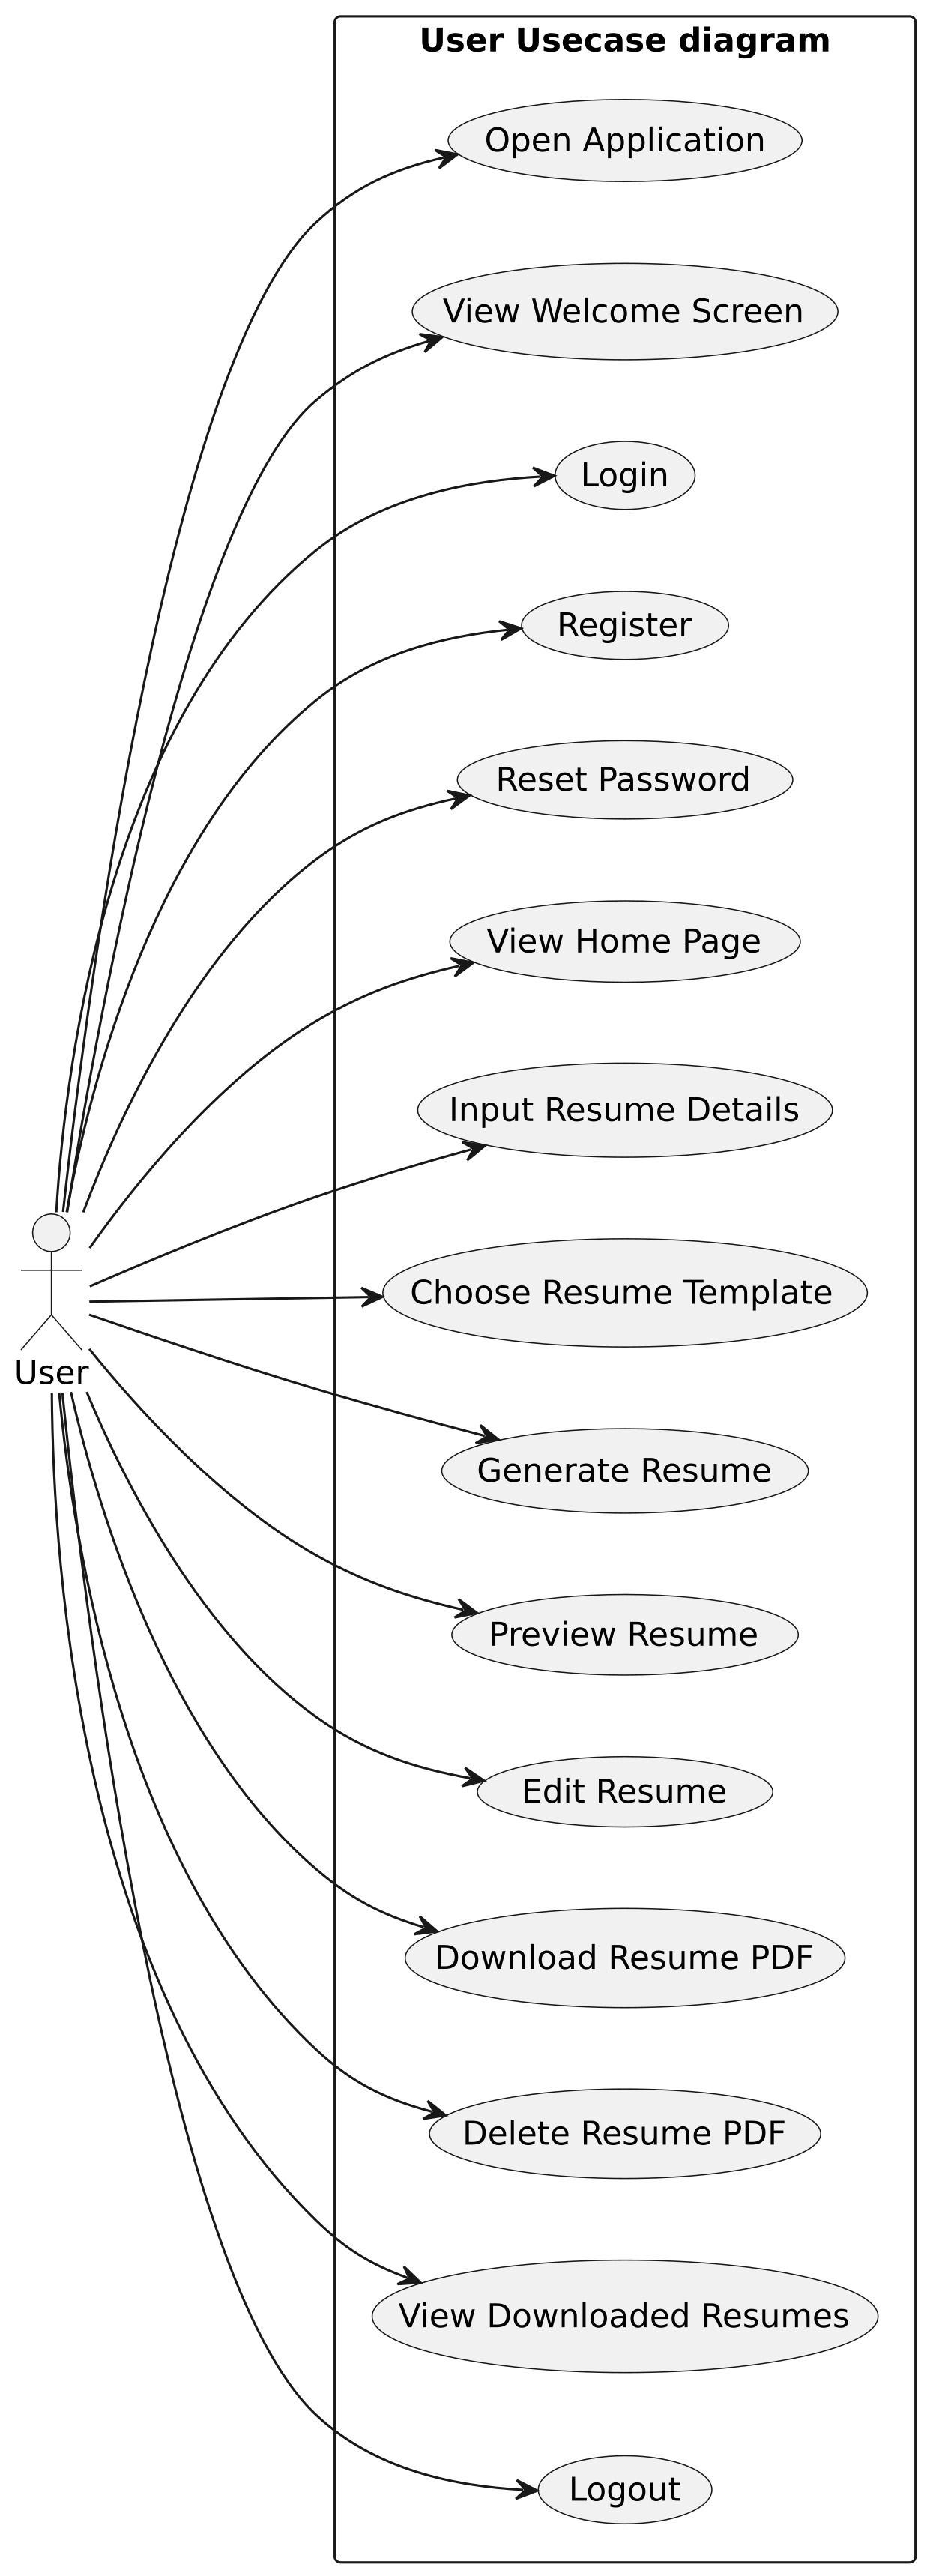 User Usecase diagram
Open Application
View Welcome Screen
Login
Register
Reset Password
View Home Page
Input Resume Details
Choose Resume Template
User
Generate Resume
Preview Resume
Edit Resume
Download Resume PDF
Delete Resume PDF
View Downloaded Resumes
Logout